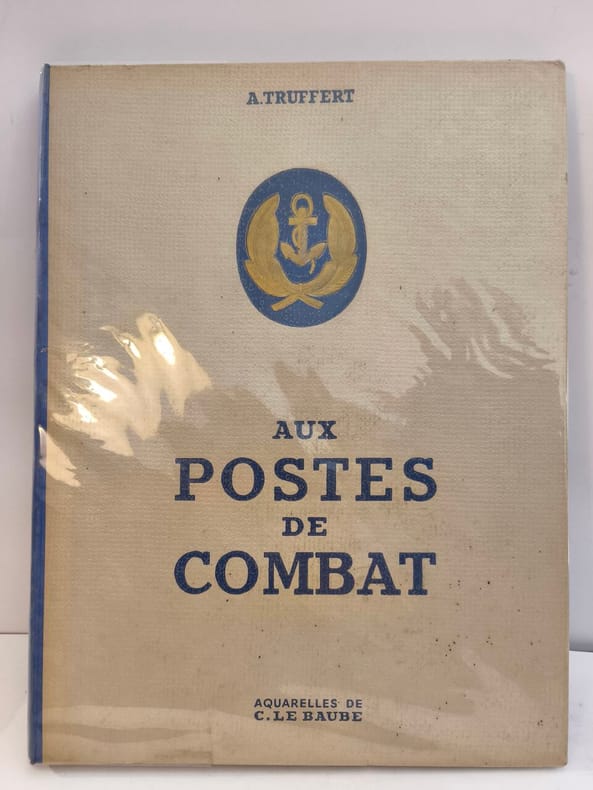 A. TRUFFERT
AUX
POSTES
DE
COMBAT
AQUARELLES DE
C. LE BAUBE